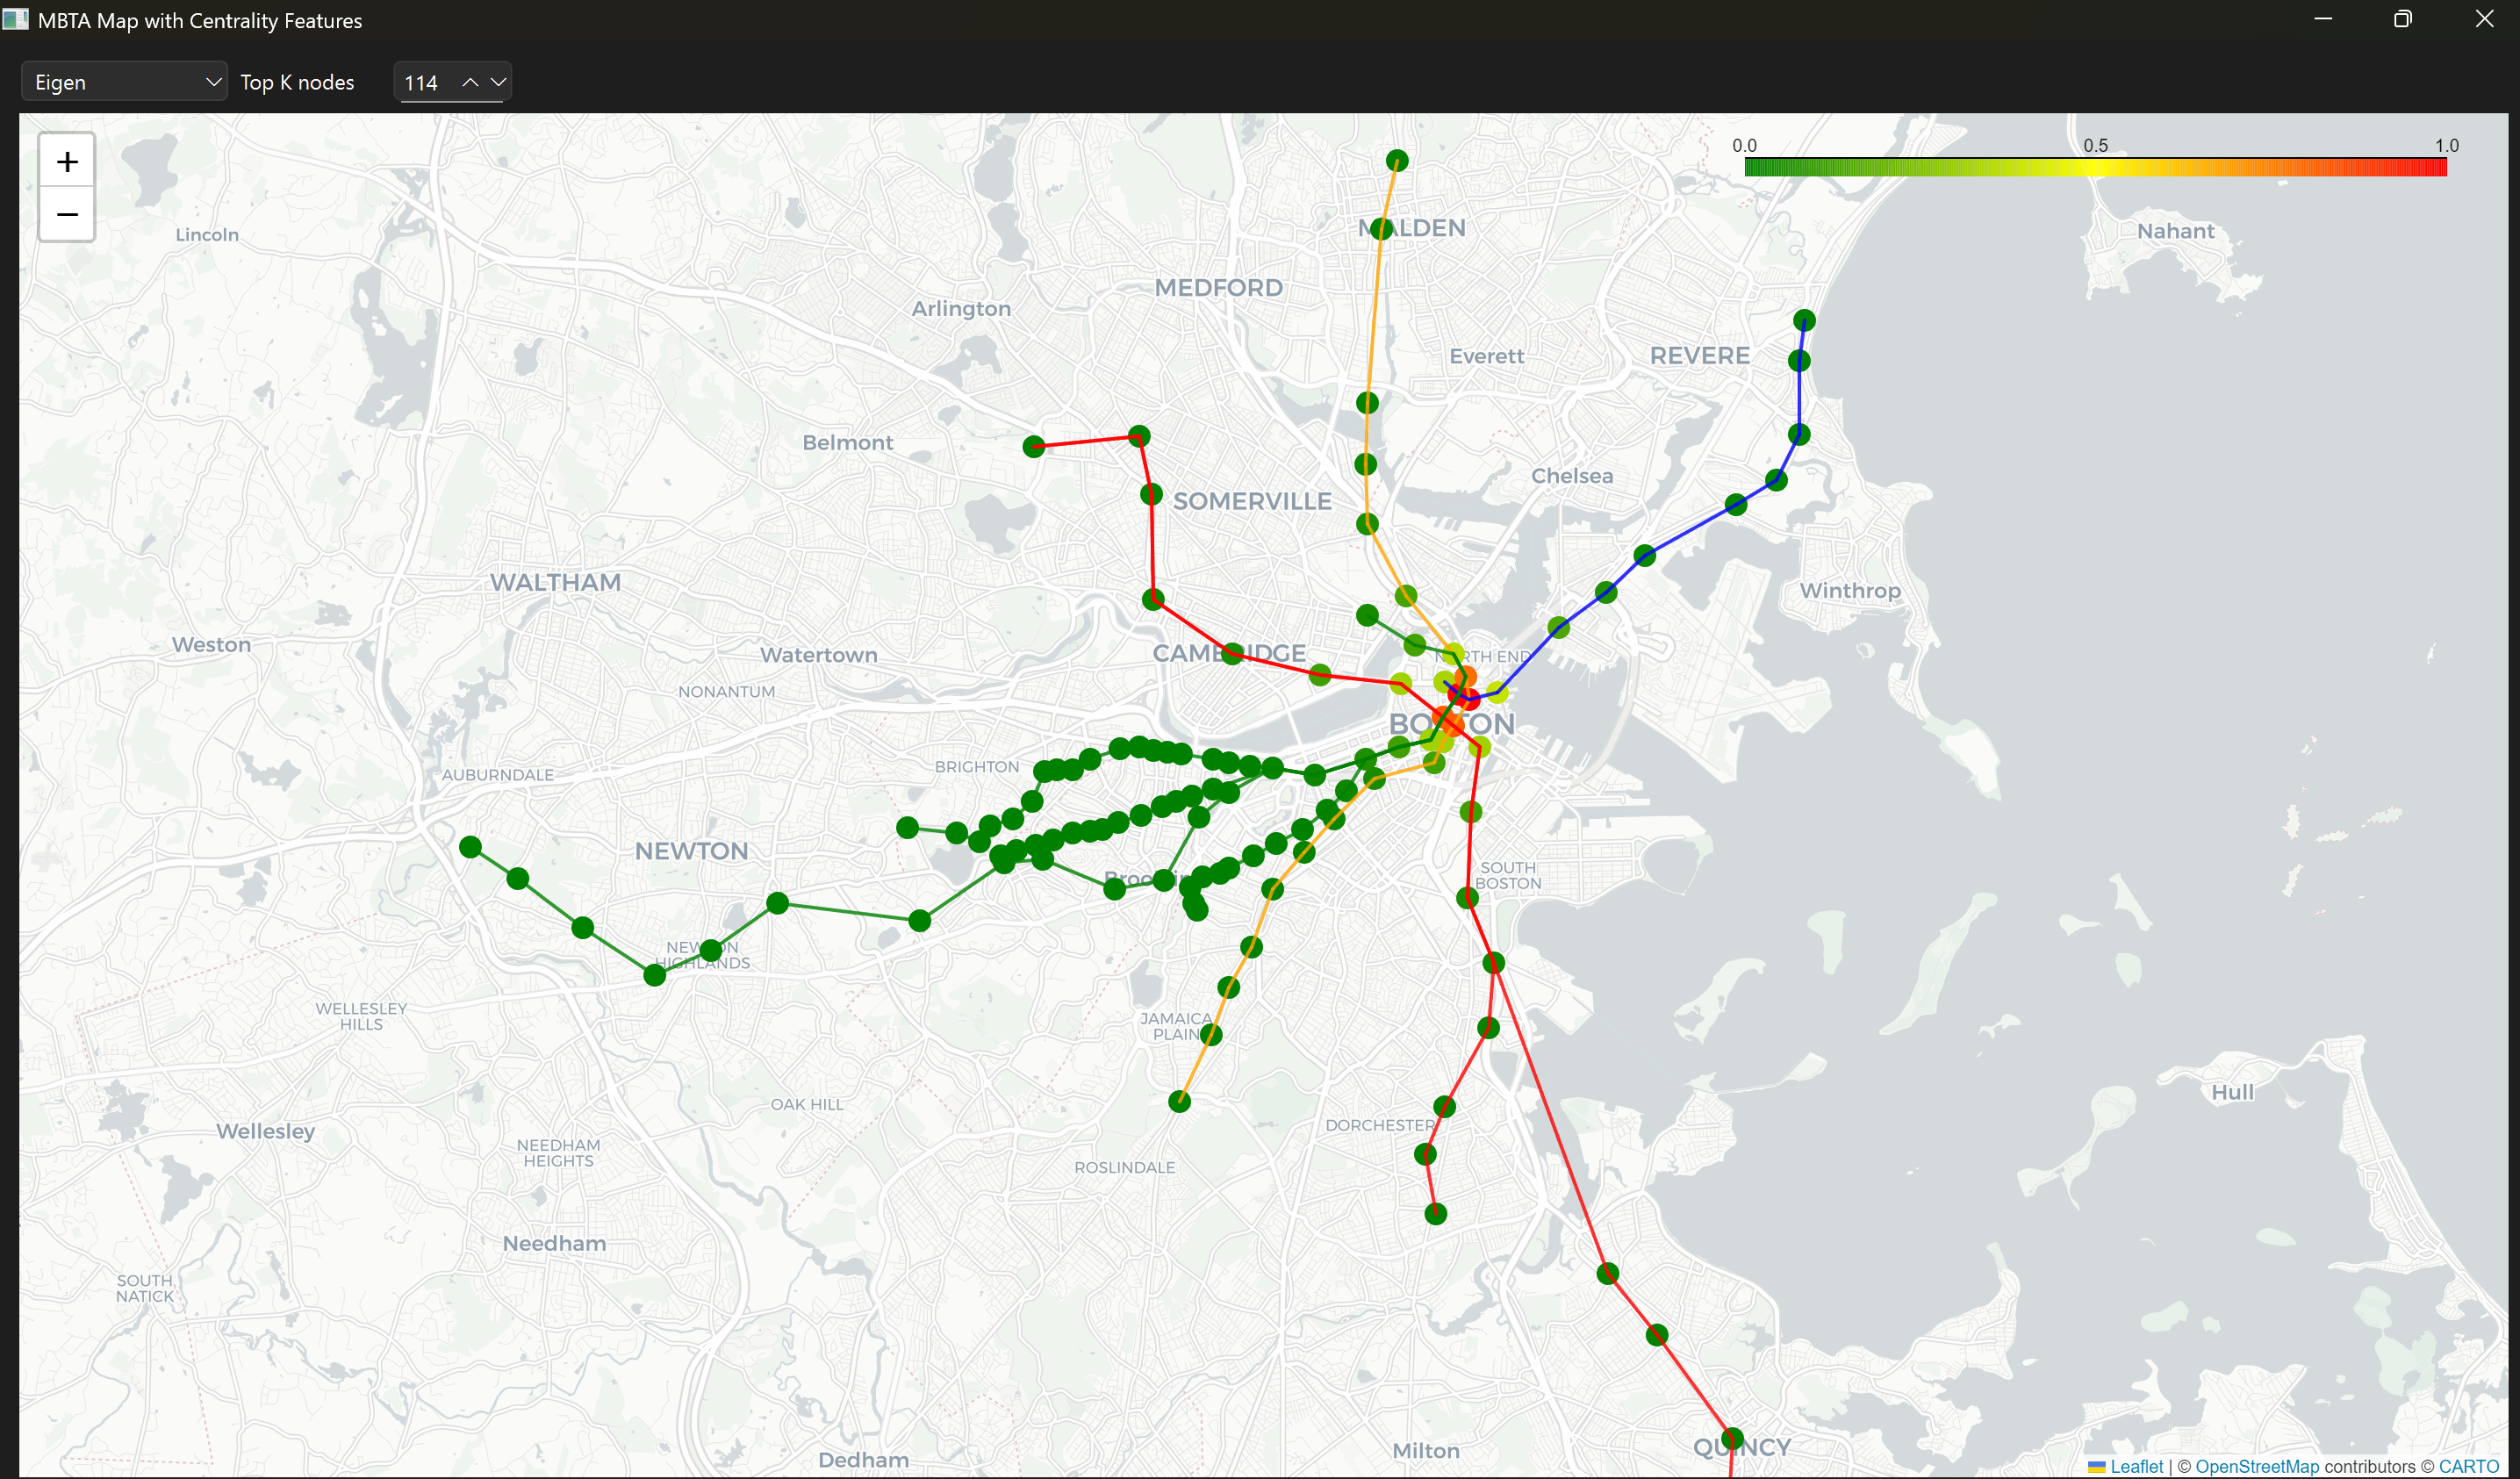 MBTA Map with Centrality Features
Eigen
Top K nodes
114
+
−
0.0 0.5 1.0
MALDEN
Nahant
Lincoln
MEDFORD
Arlington
Everett
REVERE
Belmont
Chelsea
SOMERVILLE
WALTHAM
Winthrop
Weston
Watertown
CAMBRIDGE
NORTH END
NONANTUM
BOSTON
AUBURNDALE
BRIGHTON
NEWTON
SOUTH
BOSTON
NEWTON
HIGHLANDS
WELLESLEY
HILLS
JAMAICA
PLAIN
Hull
OAK HILL
DORCHESTER
Wellesley
NEEDHAM
HEIGHTS
ROSLINDALE
Needham
SOUTH
NATICK
QUINCY
Milton
Dedham
Leaflet | © OpenStreetMap contributors © CARTO